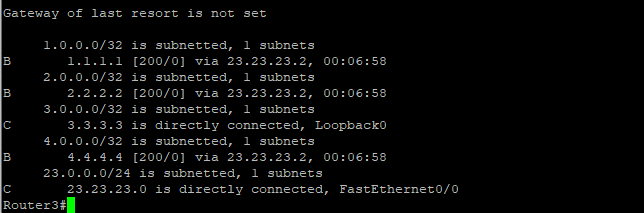 Gateway of last resort is not set
1.0.0.0/32 is subnetted, 1 subnets
B 1.1.1.1 [200/0] via 23.23.23.2, 00:06:58
2.0.0.0/32 is subnetted, 1 subnets
B 2.2.2.2 [200/0] via 23.23.23.2, 00:06:58
3.0.0.0/32 is subnetted, 1 subnets
C 3.3.3.3 is directly connected, Loopback0
4.0.0.0/32 is subnetted, 1 subnets
B 4.4.4.4 [200/0] via 23.23.23.2, 00:06:58
23.0.0.0/24 is subnetted, 1 subnets
C 23.23.23.0 is directly connected, FastEthernet0/0
Router3#